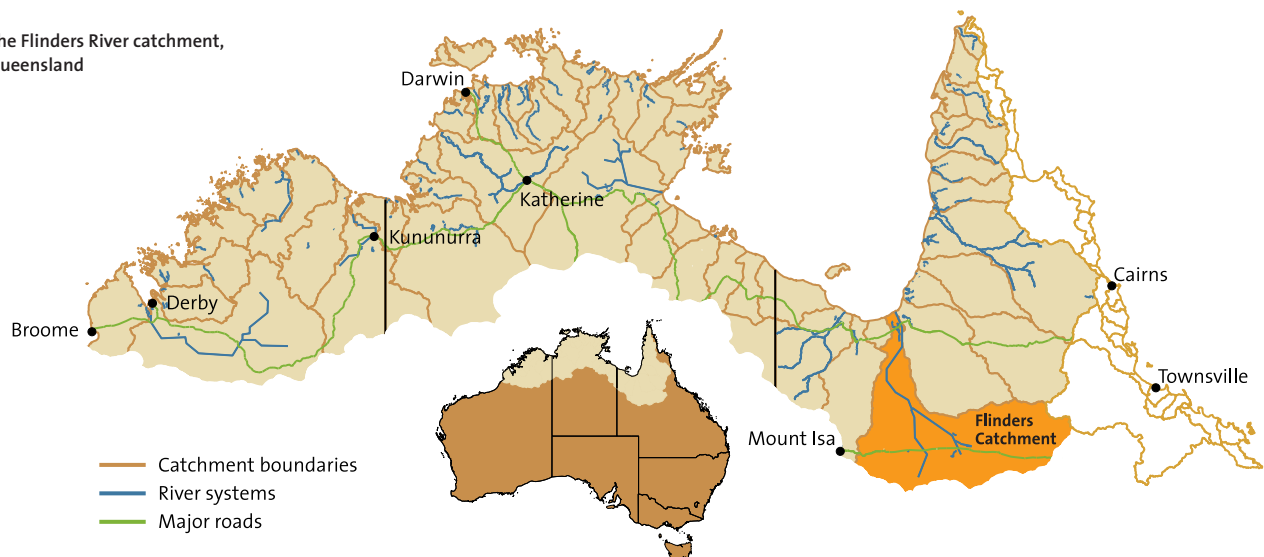 he Flinders River catchment,
ueensland
Darwin
Katherine
Kununurra
Derby
Broome
Cairns
Townsville
Mount Isa
Flinders
Catchment
Catchment boundaries
River systems
Major roads